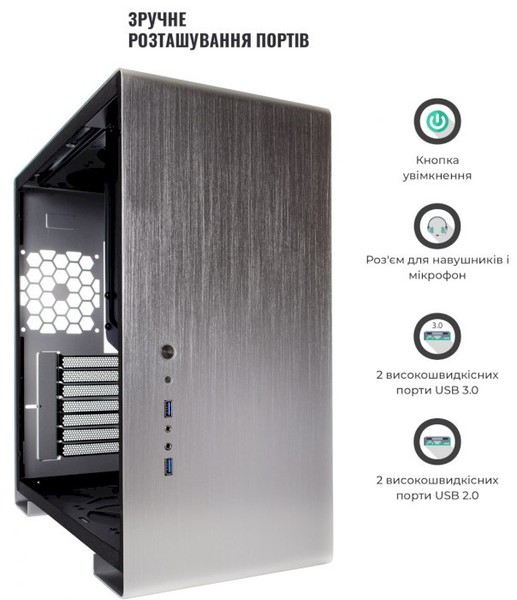 ЗРУЧНЕ
РОЗТАШУВАННЯ ПОРТІВ
Кнопка
увімкнення
Роз'єм для навушників і
мікрофон
3.0
2 високошвидкісних
порти USB 3.0
2 високошвидкісних
порти USB 2.0